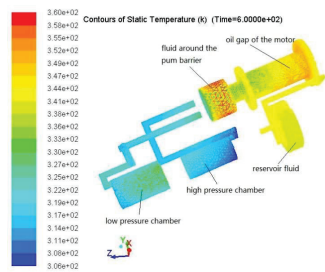 Contours of Static Temperature (k) (Time=6.0000e+02)
3.60e+02
3.58e+02
3.55e+02
3.52e+02
3.49e+02
3.47e+02
3.44e+02
3.41e+02
3.38e+02
3.36e+02
3.33e+02
3.30e+02
3.27e+02
3.25e+02
3.22e+02
3.19e+02
3.17e+02
3.14e+02
3.11e+02
3.08e+02
3.06e+02
oil gap of the motor
fluid around the
pum barrier
reservoir fluid
high pressure chamber
low pressure chamber
Y
X
Z